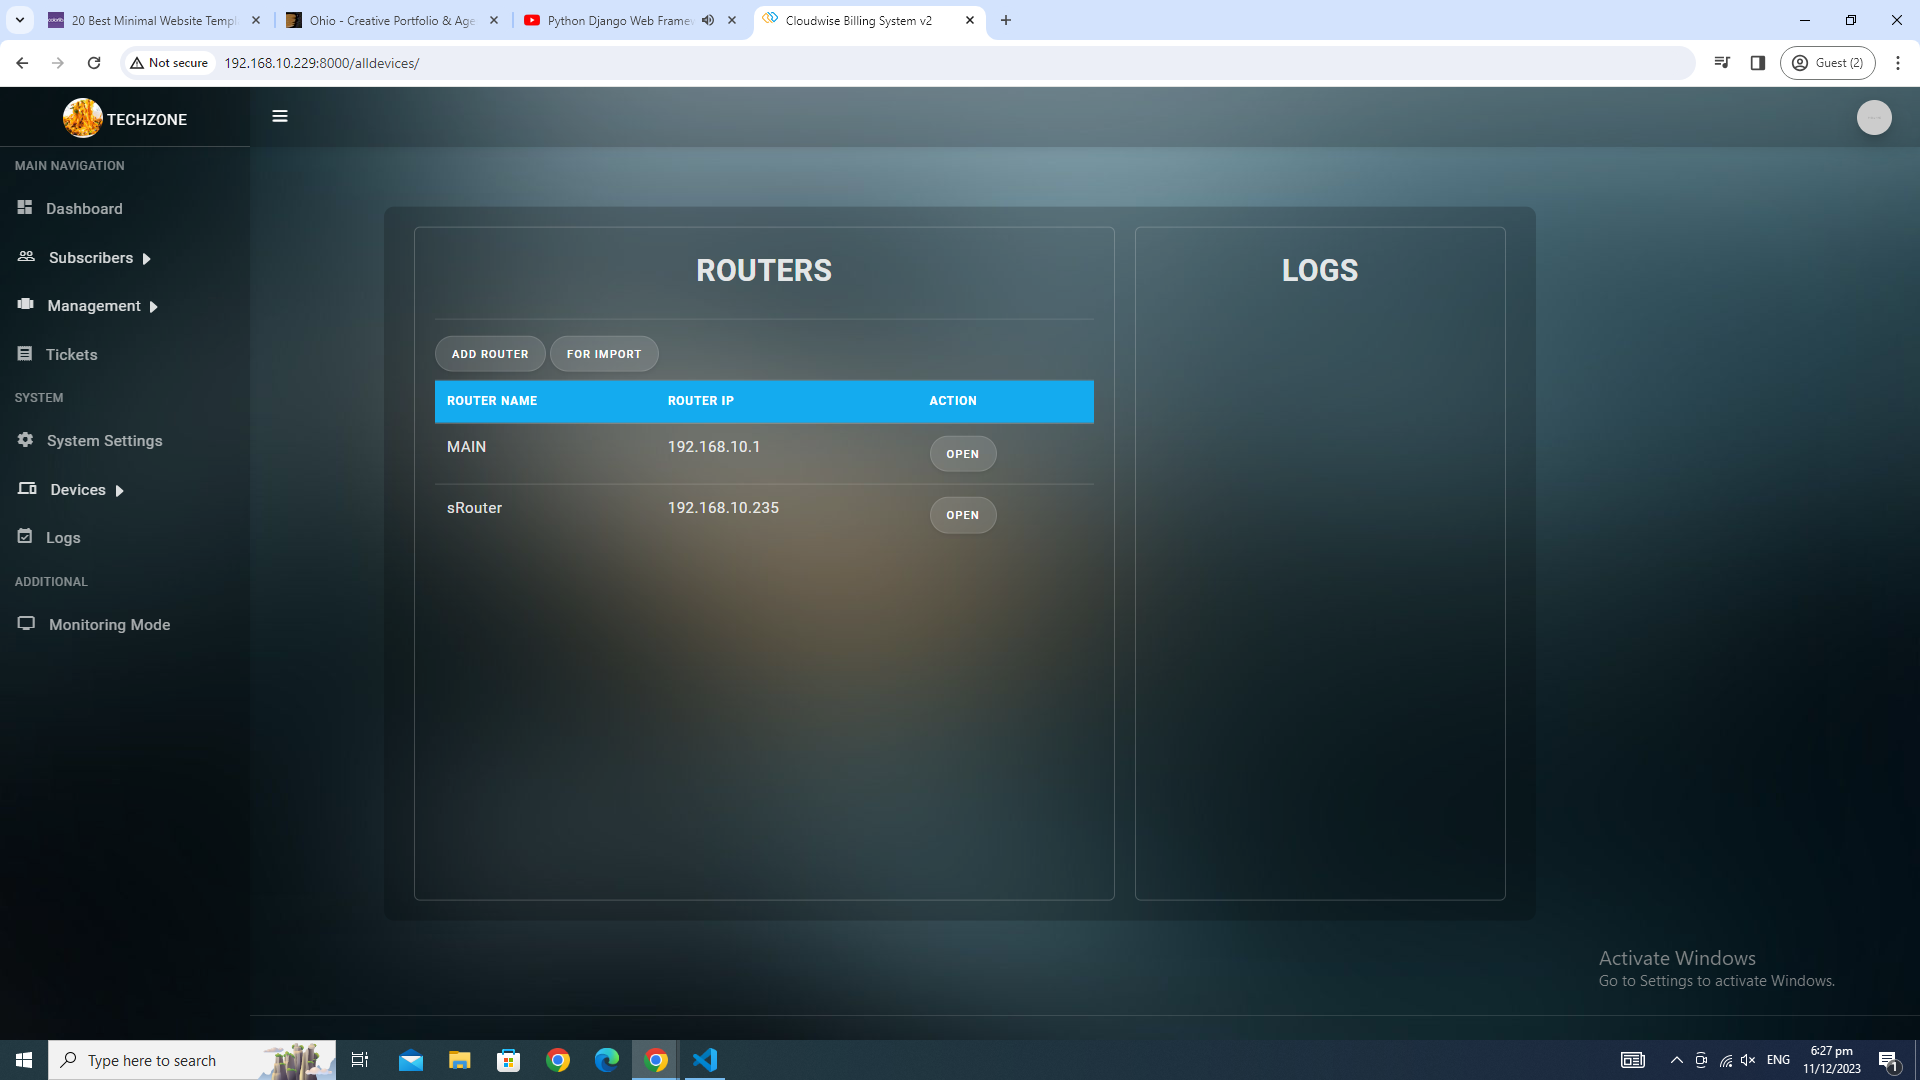 20 Best Minimal Website Templ
Ohio - Creative Portfolio & Age
Python Django Web Framew
Cloudwise Billing System v2
Not secure
192.168.10.229:8000/alldevices/
Guest (2)
TECHZONE
MAIN NAVIGATION
Dashboard
Subscribers
Management
Tickets
SYSTEM
System Settings
Devices
Logs
ADDITIONAL
Monitoring Mode
ROUTERS
ADD ROUTER
FOR IMPORT
ROUTER NAME ROUTER IP ACTION
MAIN 192.168.10.1 OPEN
sRouter 192.168.10.235 OPEN
LOGS
Activate Windows
Go to Settings to activate Windows.
Type here to search
ENG
6:27 pm
11/12/2023
1